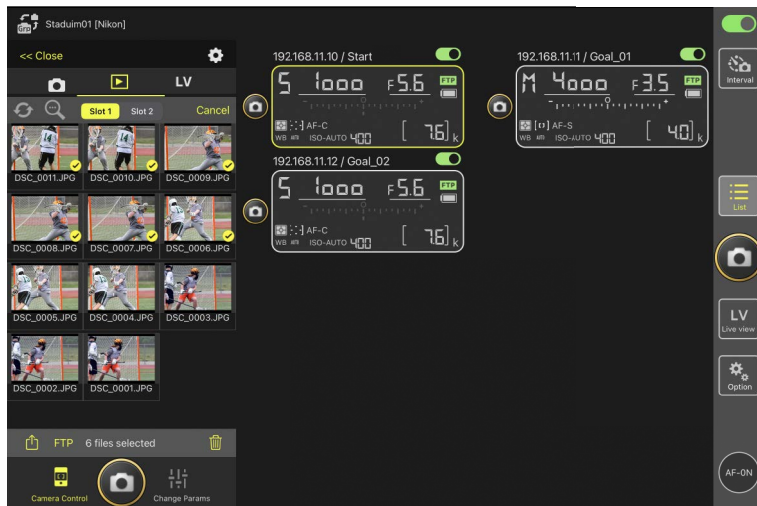 Grp Staduim01 [Nikon]
<< Close
LV
Slot 1 Slot 2 Cancel
DSC_0011.JPG DSC_0010.JPG DSC_0009.JPG
DSC_0008.JPG DSC_0007.JPG DSC_0006.JPG
DSC_0005.JPG DSC_0004.JPG DSC_0003.JPG
DSC_0002.JPG DSC_0001.JPG
FTP 6 files selected
Camera Control Change Params
192.168.11.10 / Start
S 1000 F5.6 FTP
AF-C
WB ISO-AUTO 400 [ 7.6] k
192.168.11.11 / Goal_01
M 4000 F3.5 FTP
AF-S
WB ISO-AUTO 400 [ 4.0] k
192.168.11.12 / Goal_02
S 1000 F5.6 FTP
AF-C
WB ISO-AUTO 400 [ 7.6] k
Interval
List
LV
Live view
Option
AF-ON